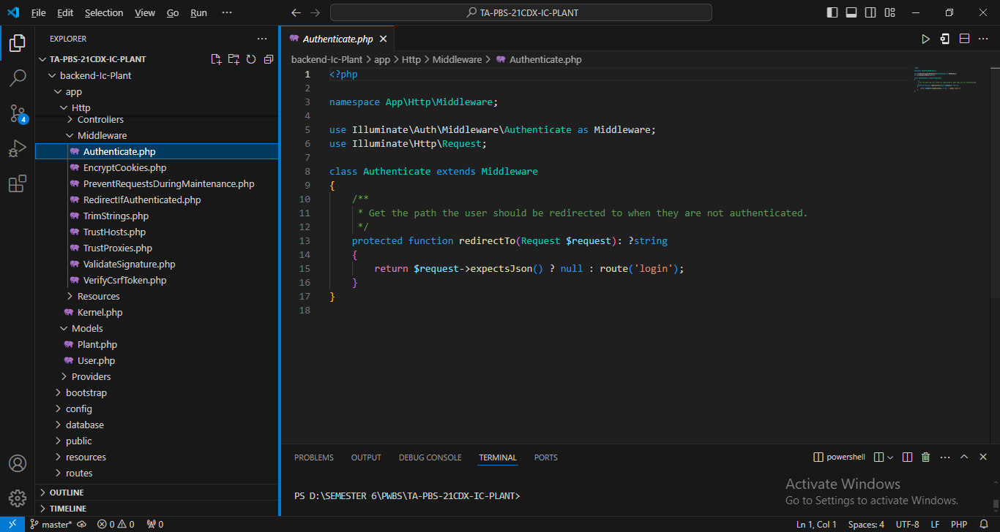 File Edit Selection View Go Run ···
TA-PBS-21CDX-IC-PLANT
EXPLORER
TA-PBS-21CDX-IC-PLANT
backend-Ic-Plant
app
Http
Controllers
Middleware
Authenticate.php
EncryptCookies.php
PreventRequestsDuringMaintenance.php
RedirectIfAuthenticated.php
TrimStrings.php
TrustHosts.php
TrustProxies.php
ValidateSignature.php
VerifyCsrfToken.php
Resources
Kernel.php
Models
Plant.php
User.php
Providers
bootstrap
config
database
public
resources
routes
OUTLINE
TIMELINE
4
Authenticate.php
backend-Ic-Plant > app > Http > Middleware > Authenticate.php
1 <?php
2
3 namespace App\Http\Middleware;
4
5 use Illuminate\Auth\Middleware\Authenticate as Middleware;
6 use Illuminate\Http\Request;
7
8 class Authenticate extends Middleware
9 {
10 /**
11 * Get the path the user should be redirected to when they are not authenticated.
12 */
13 protected function redirectTo(Request $request): ?string
14 {
15 return $request->expectsJson() ? null : route('login');
16 }
17 }
18
PROBLEMS OUTPUT DEBUG CONSOLE TERMINAL PORTS
powershell
PS D:\SEMESTER 6\PWBS\TA-PBS-21CDX-IC-PLANT>
Activate Windows
Go to Settings to activate Windows.
master* 0 0 0
Ln 1, Col 1 Spaces: 4 UTF-8 LF PHP